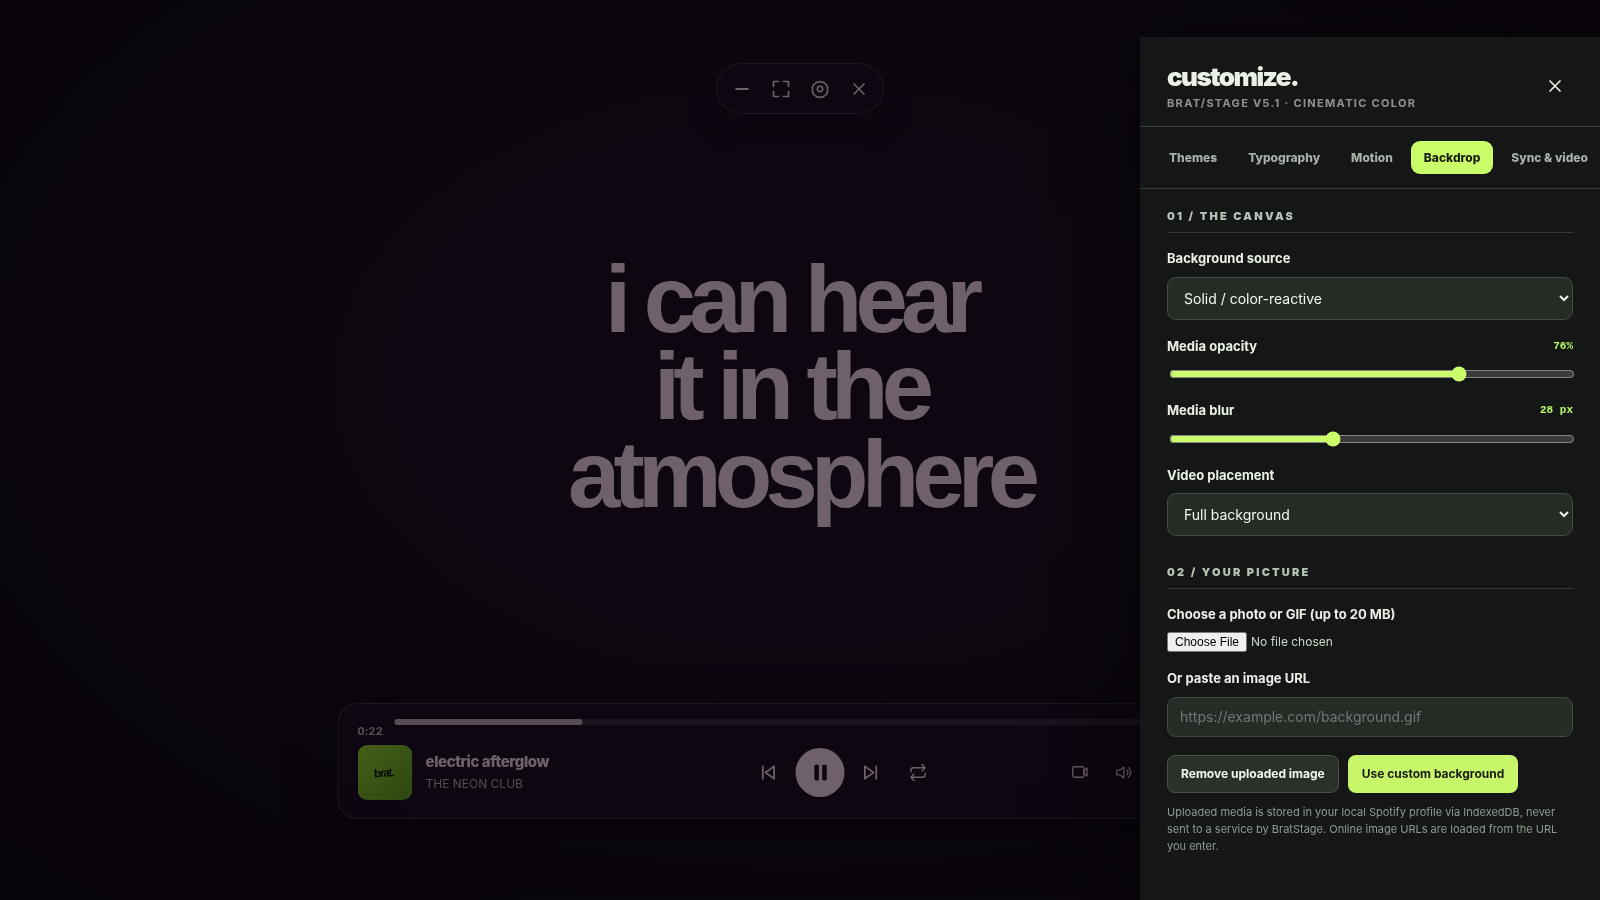 customize.
BRAT/STAGE V5.1 · CINEMATIC COLOR
Themes
Typography
Motion
Backdrop
Sync & video
01 / THE CANVAS
Background source
Solid / color-reactive
Media opacity
76%
Media blur
28 px
Video placement
Full background
02 / YOUR PICTURE
Choose a photo or GIF (up to 20 MB)
Choose File No file chosen
Or paste an image URL
https://example.com/background.gif
Remove uploaded image
Use custom background
Uploaded media is stored in your local Spotify profile via IndexedDB, never
sent to a service by BratStage. Online image URLs are loaded from the URL
you enter.
i can hear
it in the
atmosphere
0:22
brat.
electric afterglow
THE NEON CLUB